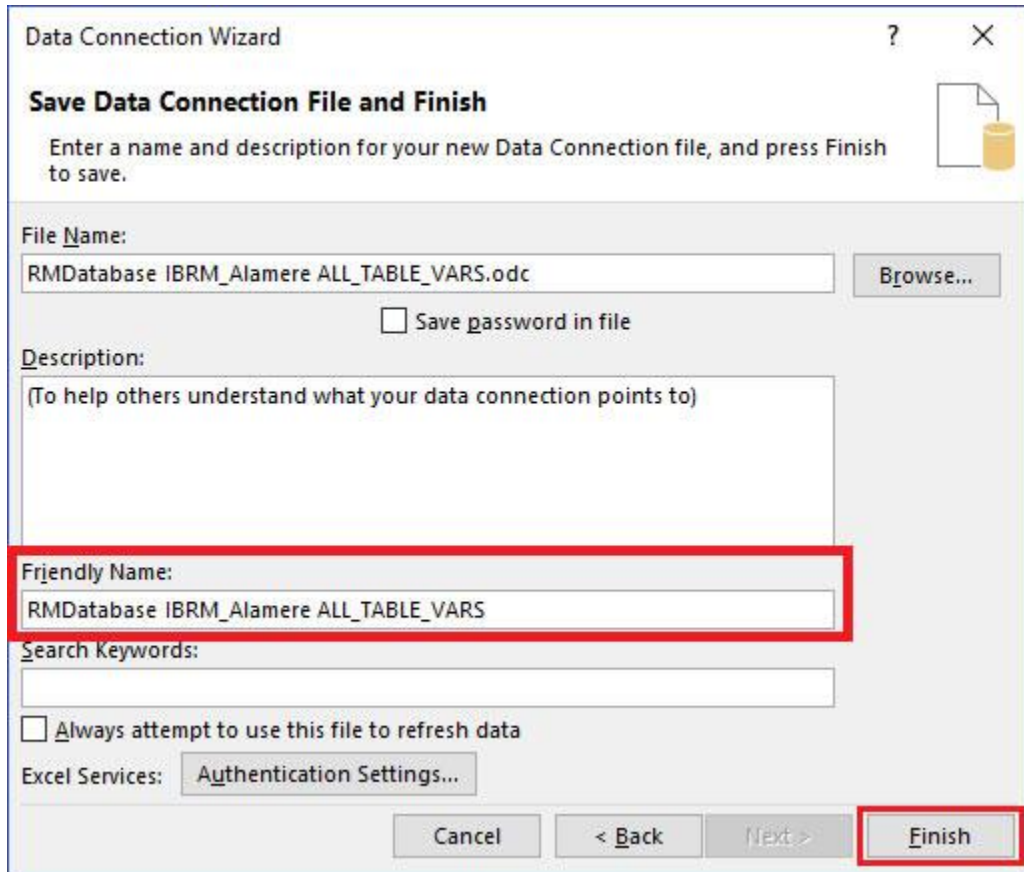 Data Connection Wizard ?
Save Data Connection File and Finish
Enter a name and description for your new Data Connection file, and press Finish
to save.
File Name:
RMDatabase IBRM_Alamere ALL_TABLE_VARS.odc
Browse...
Save password in file
Description:
(To help others understand what your data connection points to)
Friendly Name:
RMDatabase IBRM_Alamere ALL_TABLE_VARS
Search Keywords:
Always attempt to use this file to refresh data
Excel Services: Authentication Settings...
Cancel < Back Next > Finish